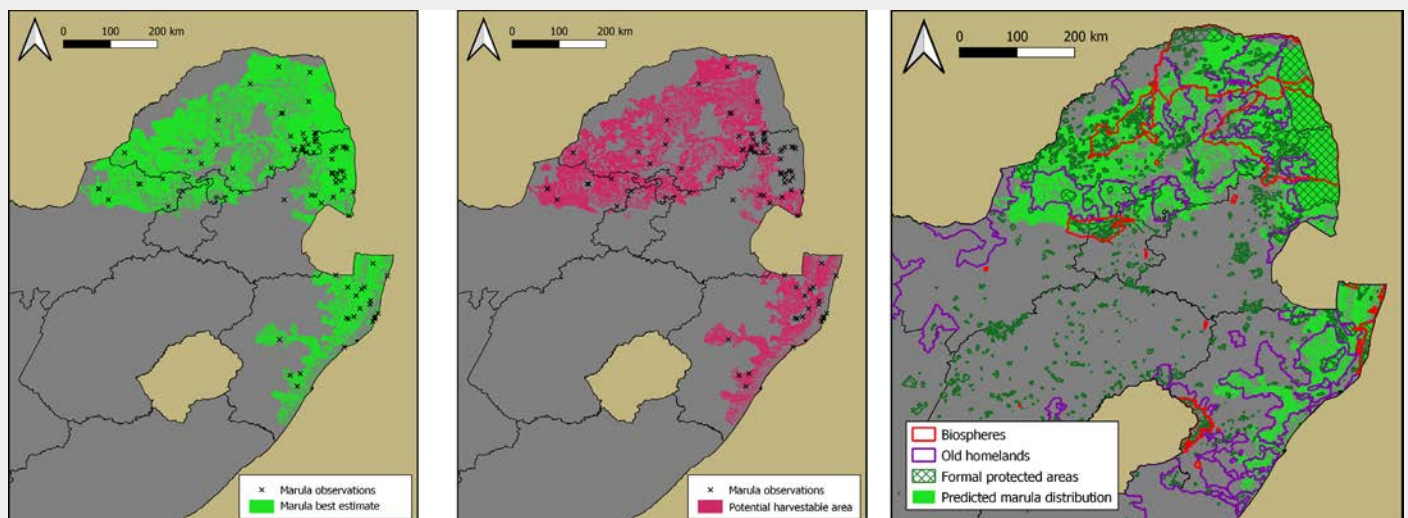 0 100 200 km
Marula observations
Marula best estimate
0 100 200 km
Marula observations
Potential harvestable area
0 100 200 km
Biospheres
Old homelands
Formal protected areas
Predicted marula distribution